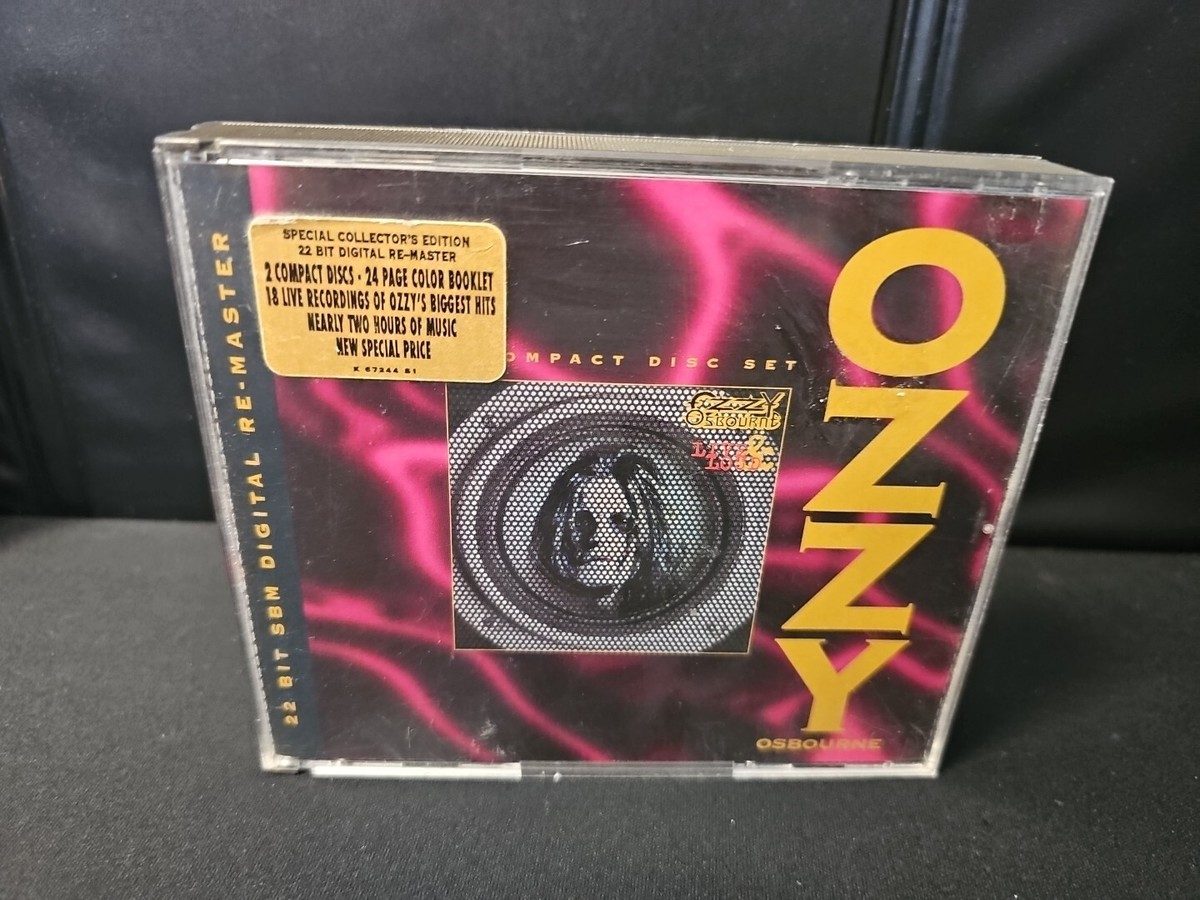 22 BIT SBM DIGITAL RE-MASTER
SPECIAL COLLECTOR'S EDITION
22 BIT DIGITAL RE-MASTER
2 COMPACT DISCS • 24 PAGE COLOR BOOKLET
18 LIVE RECORDINGS OF OZZY'S BIGGEST HITS
NEARLY TWO HOURS OF MUSIC
NEW SPECIAL PRICE
DISC SET
OZZY
OSBOURNE
LIVE &
LOUD
OZZY
OSBOURNE